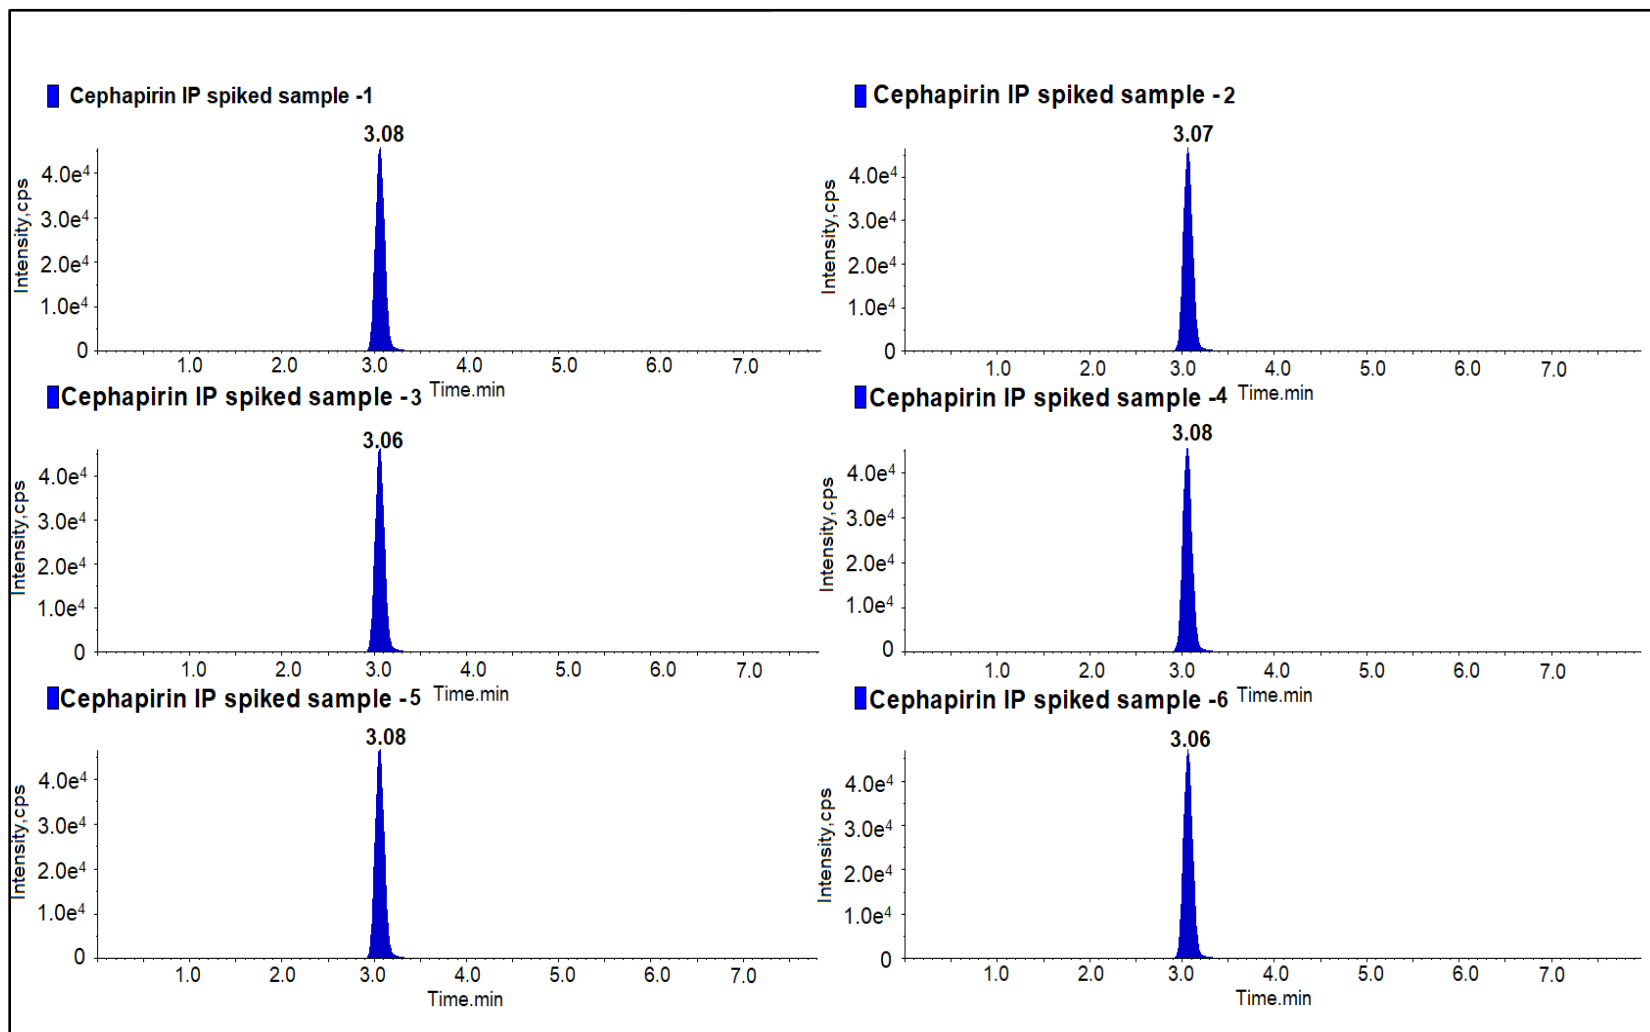 Cephapirin IP spiked sample -1
3.08
Intensity,cps
4.0e⁴
3.0e⁴
2.0e⁴
1.0e⁴
0
1.0 2.0 3.0 4.0 5.0 6.0 7.0
Time.min
Cephapirin IP spiked sample -2
3.07
Intensity,cps
4.0e⁴
3.0e⁴
2.0e⁴
1.0e⁴
0
1.0 2.0 3.0 4.0 5.0 6.0 7.0
Time.min
Cephapirin IP spiked sample -3
3.06
Intensity,cps
4.0e⁴
3.0e⁴
2.0e⁴
1.0e⁴
0
1.0 2.0 3.0 4.0 5.0 6.0 7.0
Time.min
Cephapirin IP spiked sample -4
3.08
Intensity,cps
4.0e⁴
3.0e⁴
2.0e⁴
1.0e⁴
0
1.0 2.0 3.0 4.0 5.0 6.0 7.0
Time.min
Cephapirin IP spiked sample -5
3.08
Intensity,cps
4.0e⁴
3.0e⁴
2.0e⁴
1.0e⁴
0
1.0 2.0 3.0 4.0 5.0 6.0 7.0
Time.min
Cephapirin IP spiked sample -6
3.06
Intensity,cps
4.0e⁴
3.0e⁴
2.0e⁴
1.0e⁴
0
1.0 2.0 3.0 4.0 5.0 6.0 7.0
Time.min